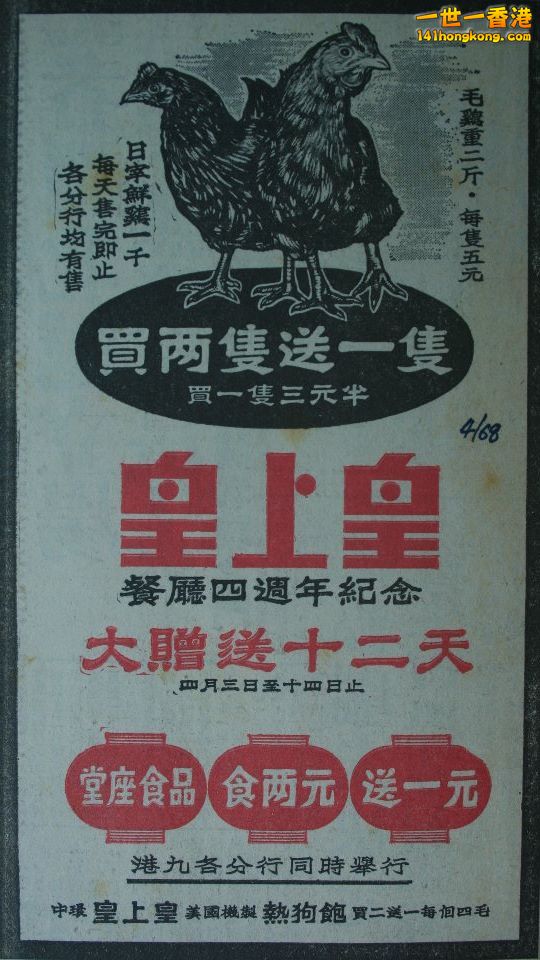 一世一香港
141hongkong.com
毛鷄重二斤・每隻五元
日宰鮮鷄一千
每天售完即止
各分行均有售
買两隻送一隻
買一隻三元半
4/68
皇上皇
餐廳四週年紀念
大贈送十二天
四月三日至十四日止
堂座食品 食两元 送一元
港九各分行同時舉行
中環 皇上皇 美國機製 熱狗飽 買二送一每個四毛